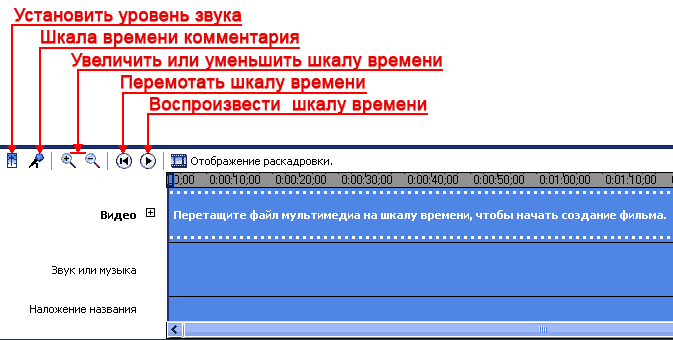 Установить уровень звука
Шкала времени комментария
Увеличить или уменьшить шкалу времени
Перемотать шкалу времени
Воспроизвести шкалу времени
Отображение раскадровки.
0:00:10;00 0:00:20;00 0:00:30;00 0:00:40;00 0:00:50;00 0:01:00;00 0:01:10;00
Видео
Перетащите файл мультимедиа на шкалу времени, чтобы начать создание фильма.
Звук или музыка
Наложение названия